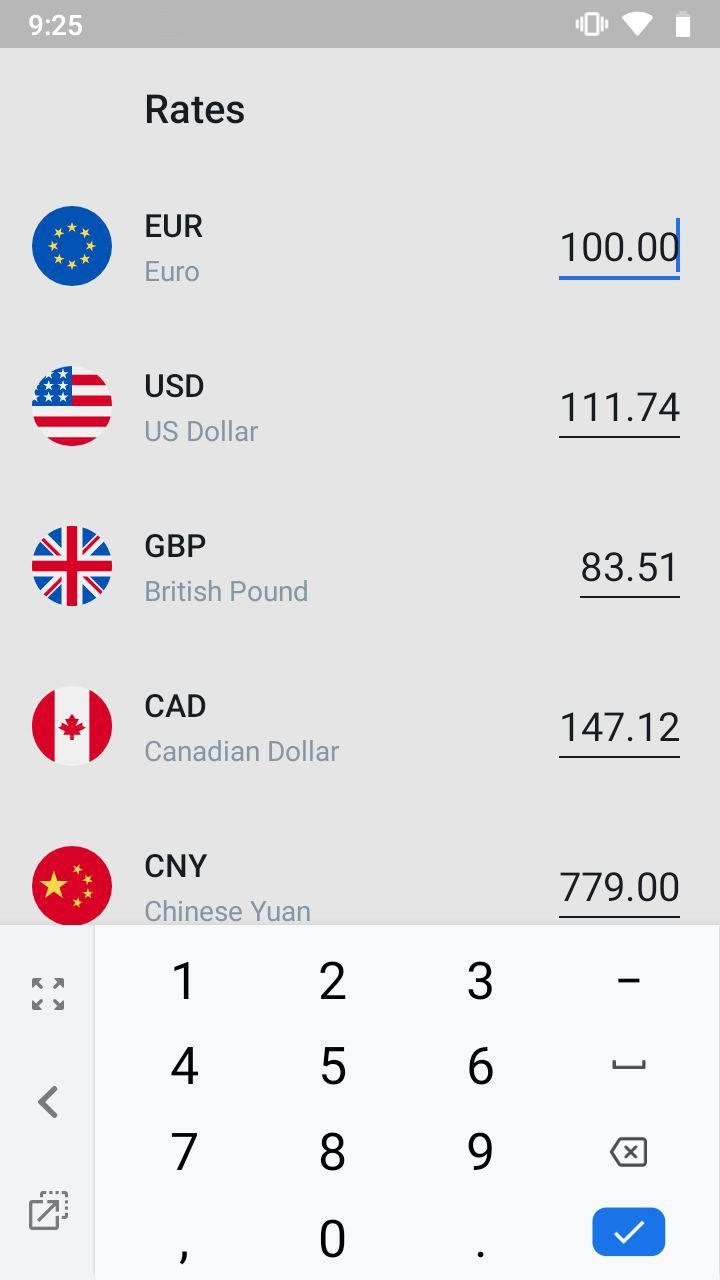 9:25
Rates
EUR
Euro
100.00
USD
US Dollar
111.74
GBP
British Pound
83.51
CAD
Canadian Dollar
147.12
CNY
Chinese Yuan
779.00
1 2 3 –
4 5 6
7 8 9
, 0 .